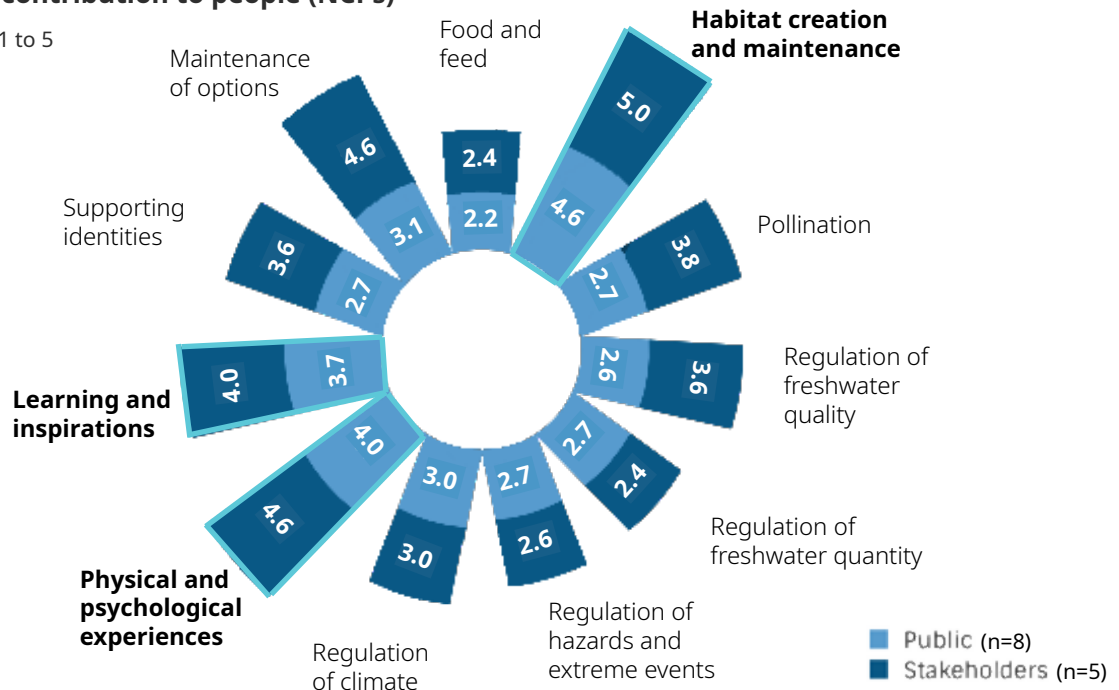 contribution to people (NCPs)
1 to 5
Food and
feed
2.4
2.2
Habitat creation
and maintenance
5.0
4.6
Pollination
3.8
2.7
Regulation of
freshwater
quality
3.6
2.6
Regulation of
freshwater quantity
2.4
2.7
Regulation of
hazards and
extreme events
2.6
2.7
Regulation
of climate
3.0
3.0
Physical and
psychological
experiences
4.6
4.0
Learning and
inspirations
4.0
3.7
Supporting
identities
3.6
2.7
Maintenance
of options
4.6
3.1
Public (n=8)
Stakeholders (n=5)